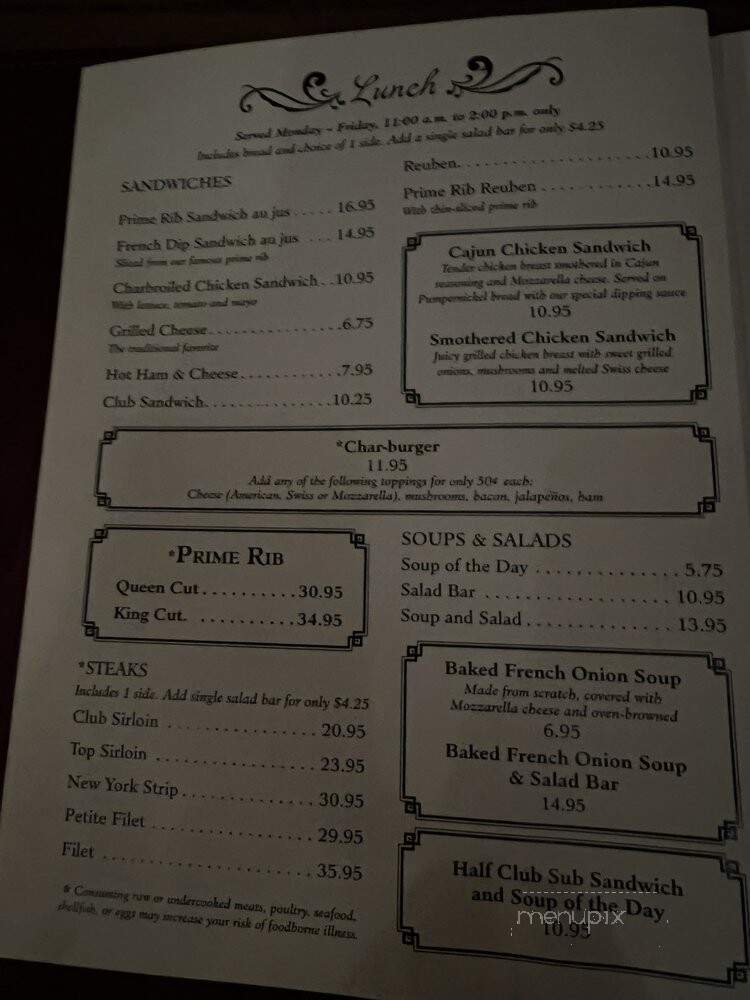 Lunch
Served Monday - Friday, 11:00 a.m. to 2:00 p.m. only
Includes bread and choice of 1 side. Add a single salad bar for only $4.25
SANDWICHES
Prime Rib Sandwich au jus ..... 16.95
French Dip Sandwich au jus ... 14.95
Sliced from our famous prime rib
Charbroiled Chicken Sandwich..10.95
With lettuce, tomato and mayo
Grilled Cheese...............6.75
The traditional favorite
Hot Ham & Cheese............7.95
Club Sandwich................10.25
Reuben......................10.95
Prime Rib Reuben ............14.95
With thin-sliced prime rib
Cajun Chicken Sandwich
Tender chicken breast smothered in Cajun
seasoning and Mozzarella cheese. Served on
Pumpernickel bread with our special dipping sauce
10.95
Smothered Chicken Sandwich
Juicy grilled chicken breast with sweet grilled
onions, mushrooms and melted Swiss cheese
10.95
*Char-burger
11.95
Add any of the following toppings for only 50¢ each:
Cheese (American, Swiss or Mozzarella), mushrooms, bacon, jalapeños, ham
*PRIME RIB
Queen Cut..........30.95
King Cut. ..........34.95
*STEAKS
Includes 1 side. Add single salad bar for only $4.25
Club Sirloin ................ 20.95
Top Sirloin ................. 23.95
New York Strip.............. 30.95
Petite Filet ................. 29.95
Filet ...................... 35.95
* Consuming raw or undercooked meats, poultry, seafood,
shellfish, or eggs may increase your risk of foodborne illness.
SOUPS & SALADS
Soup of the Day .............. 5.75
Salad Bar ................... 10.95
Soup and Salad .............. 13.95
Baked French Onion Soup
Made from scratch, covered with
Mozzarella cheese and oven-browned
6.95
Baked French Onion Soup
& Salad Bar
14.95
Half Club Sub Sandwich
and Soup of the Day
10.95
menupix